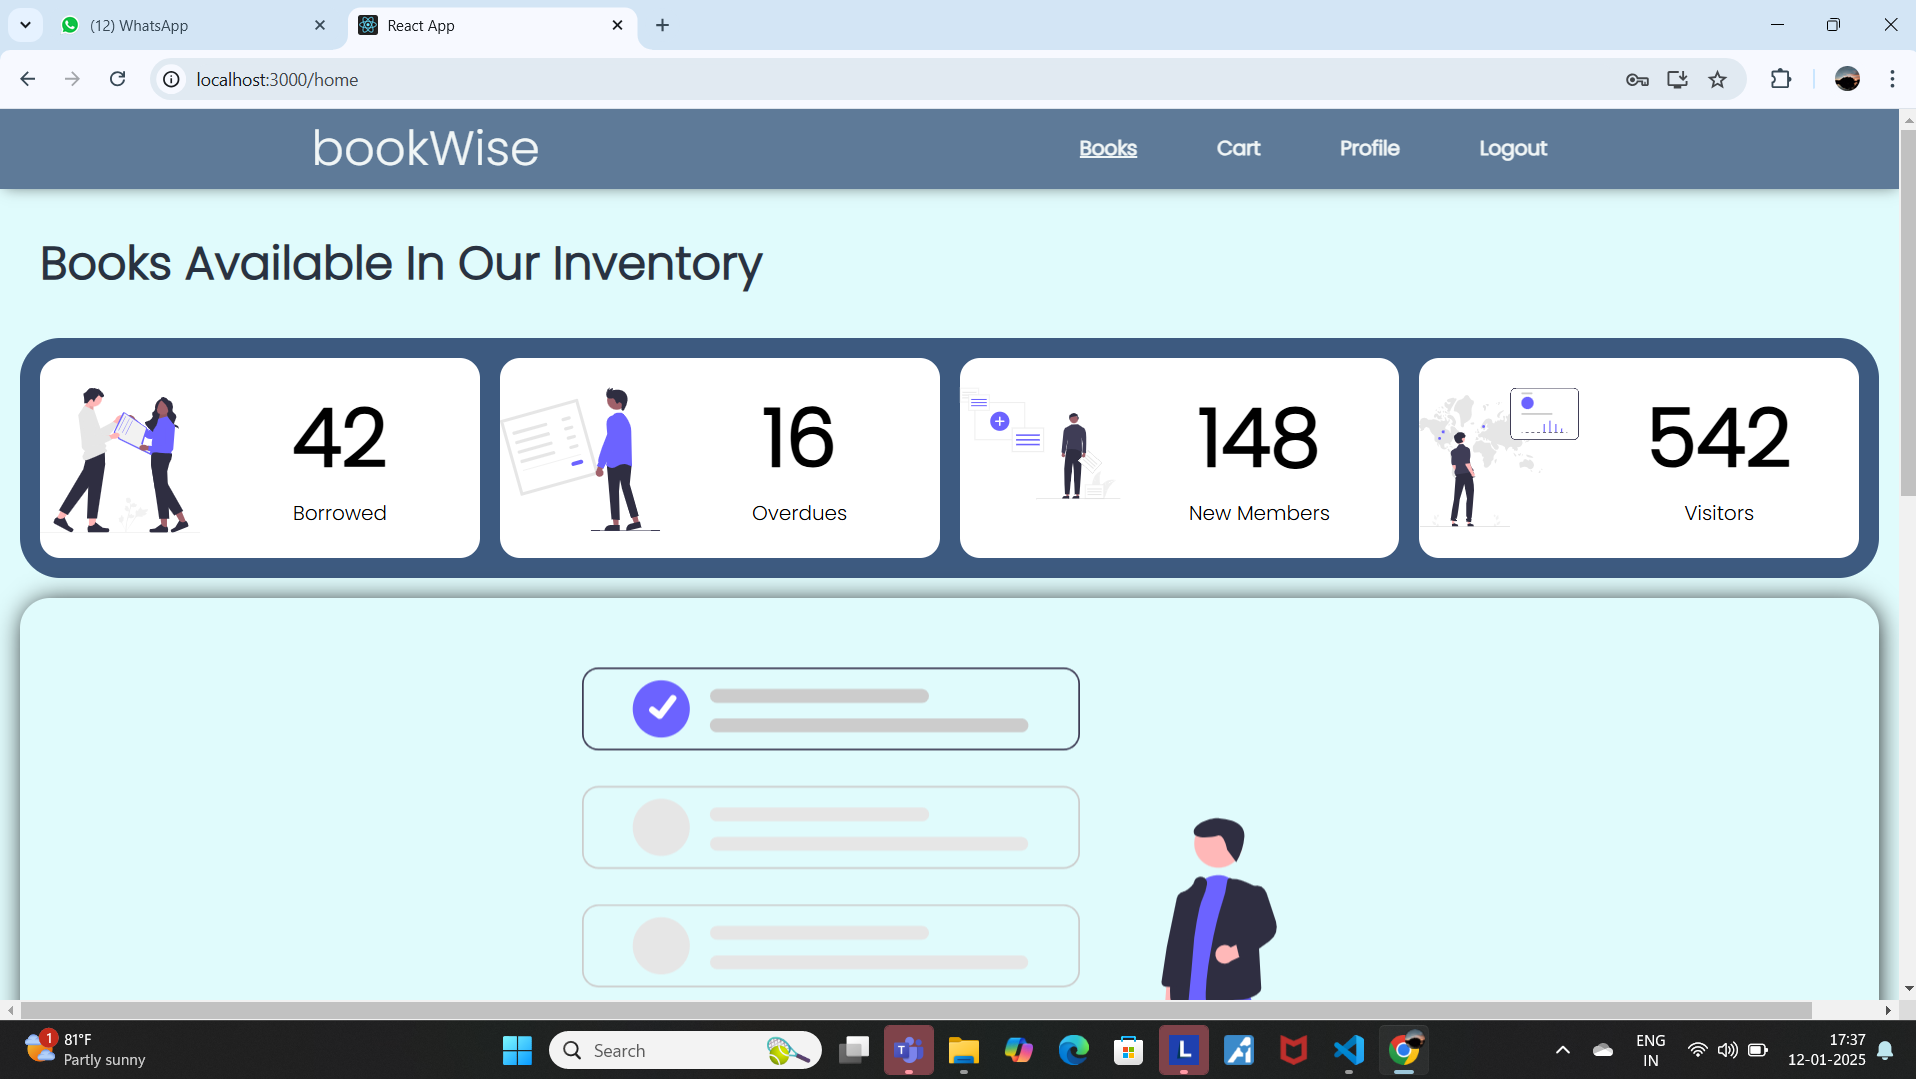 (12) WhatsApp
React App
localhost:3000/home
bookWise
Books
Cart
Profile
Logout
Books Available In Our Inventory
42
Borrowed
16
Overdues
148
New Members
542
Visitors
1
81°F
Partly sunny
Search
T
L
ENG
IN
17:37
12-01-2025